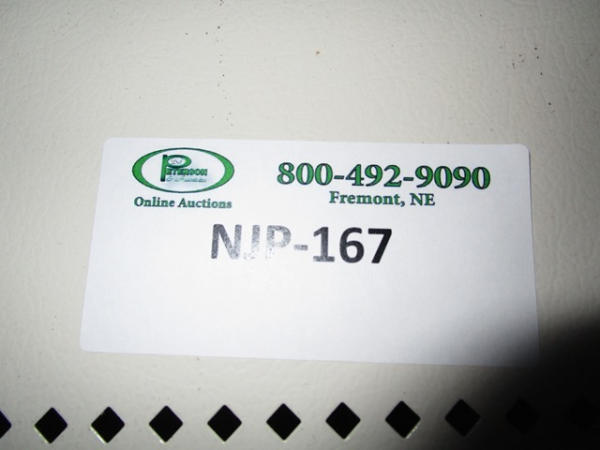 PETERSON
Online Auctions
800-492-9090
Fremont, NE
NJP-167